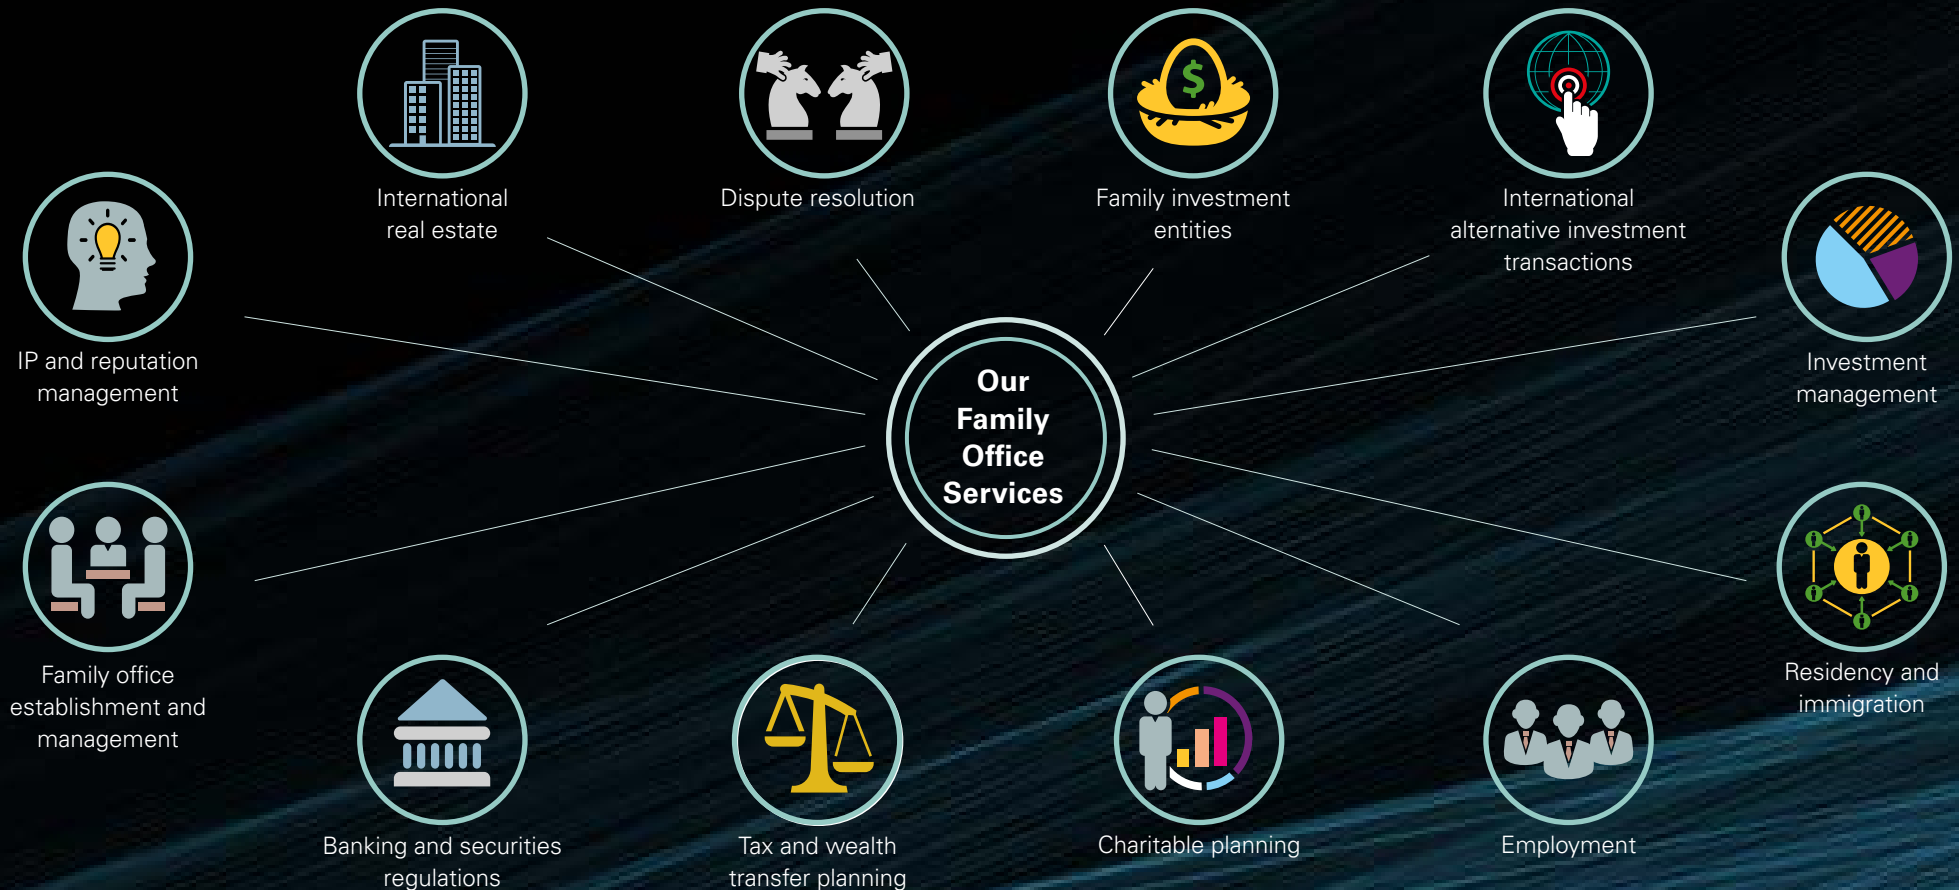 International
real estate
Dispute resolution
Family investment
entities
International
alternative investment
transactions
$
IP and reputation
management
Investment
management
Our
Family
Office
Services
Family office
establishment and
management
Residency and
immigration
Banking and securities
regulations
Tax and wealth
transfer planning
Charitable planning
Employment